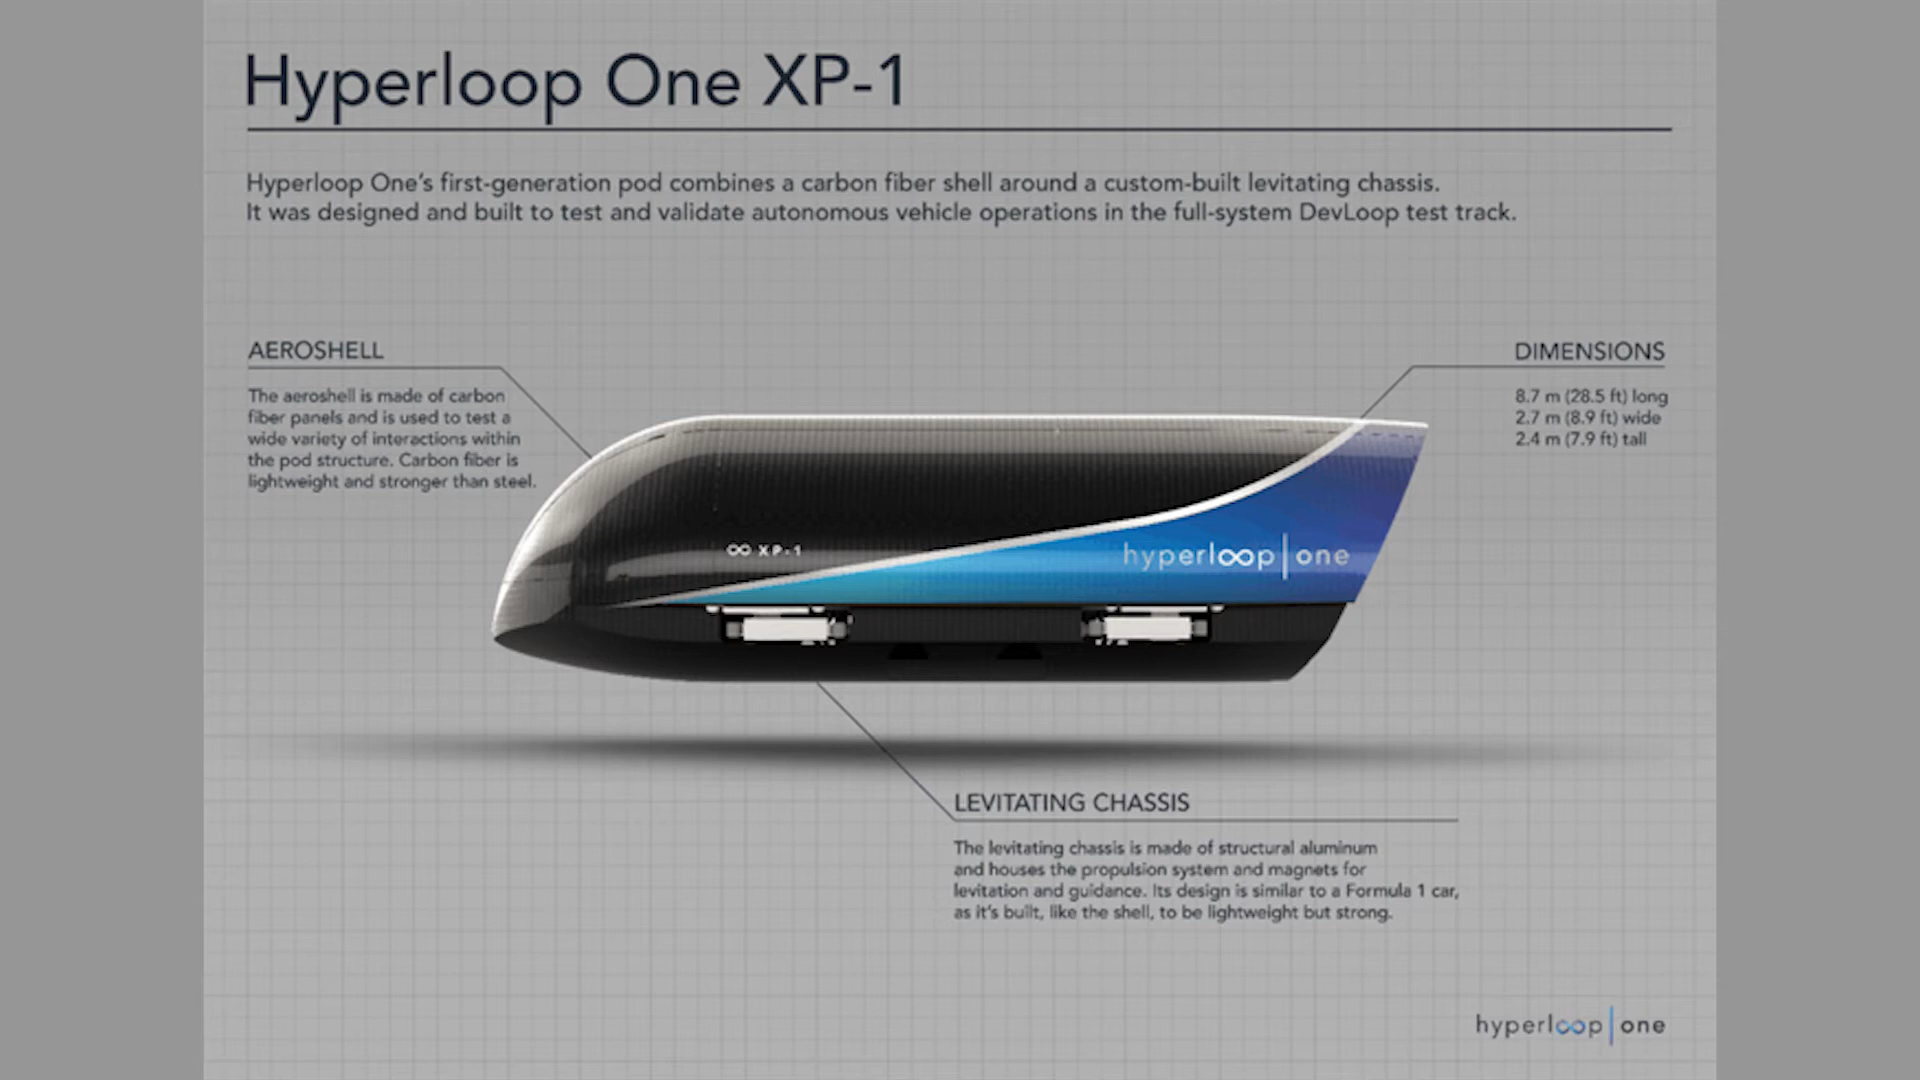 Hyperloop One XP-1
Hyperloop One's first-generation pod combines a carbon fiber shell around a custom-built levitating chassis.
It was designed and built to test and validate autonomous vehicle operations in the full-system DevLoop test track.
AEROSHELL
The aeroshell is made of carbon
fiber panels and is used to test a
wide variety of interactions within
the pod structure. Carbon fiber is
lightweight and stronger than steel.
DIMENSIONS
8.7 m (28.5 ft) long
2.7 m (8.9 ft) wide
2.4 m (7.9 ft) tall
XP-1
hyperloop|one
LEVITATING CHASSIS
The levitating chassis is made of structural aluminum
and houses the propulsion system and magnets for
levitation and guidance. Its design is similar to a Formula 1 car,
as it's built, like the shell, to be lightweight but strong.
hyperloop|one